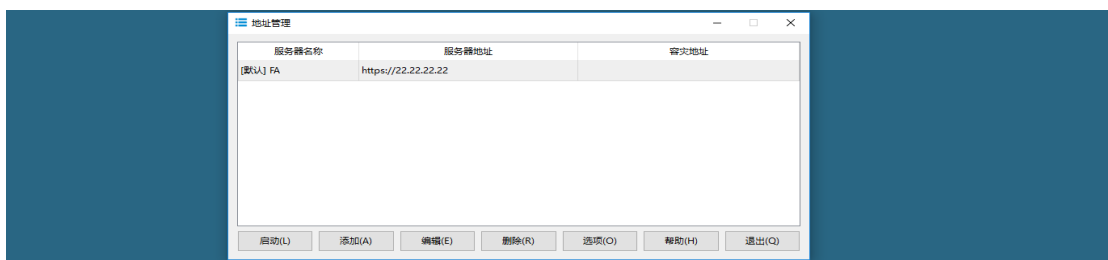 地址管理
服务器名称 服务器地址 容灾地址
[默认] FA https://22.22.22.22
启动(L) 添加(A) 编辑(E) 删除(R) 选项(O) 帮助(H) 退出(Q)